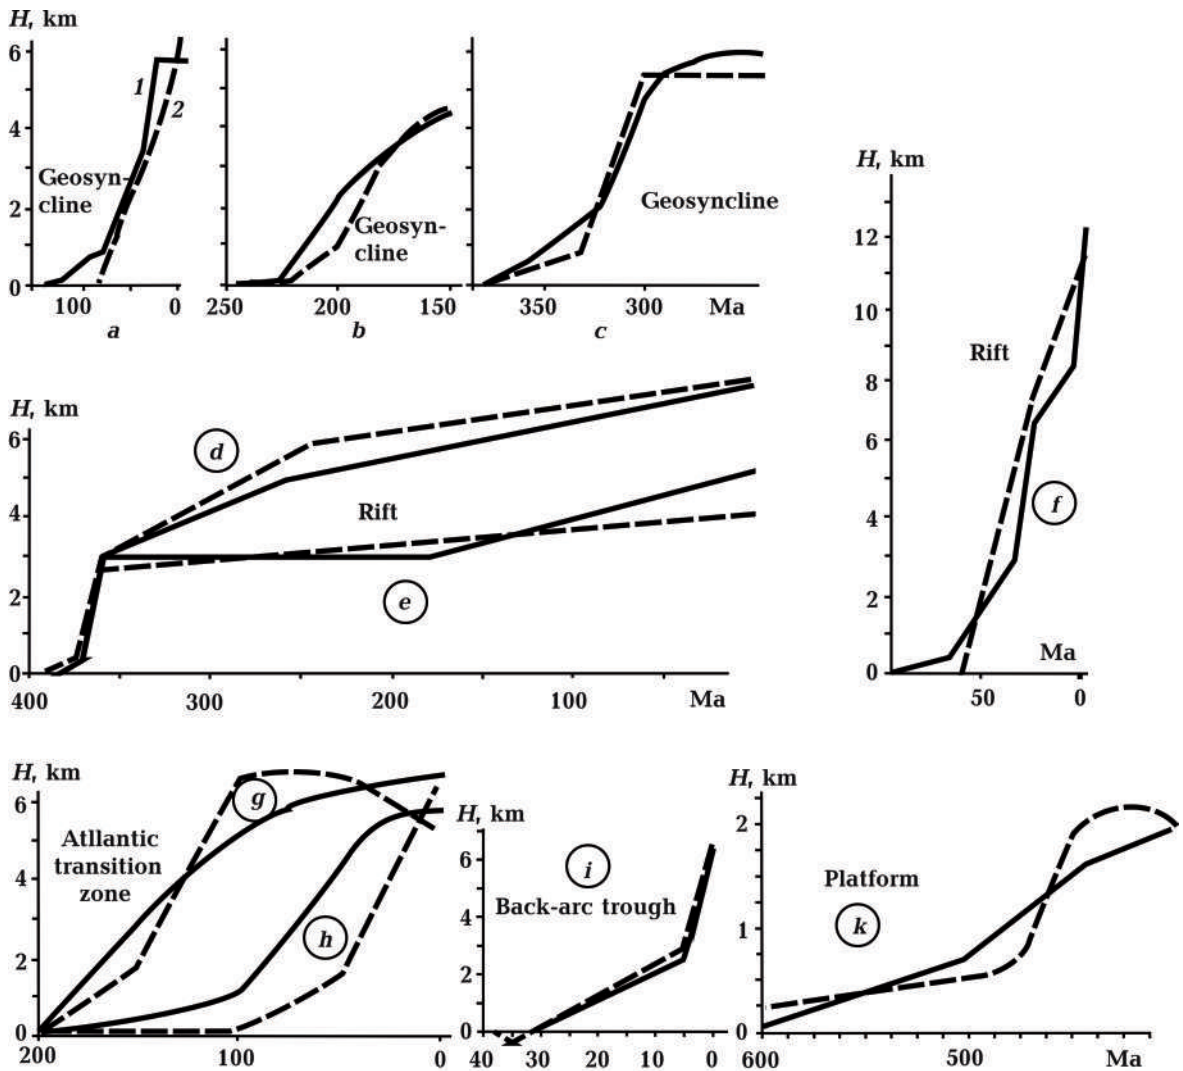 H, km
6
4
2
0
1
2
Geosyn-
cline
100
0
a
Geosyn-
cline
250
200
150
b
Geosyncline
350
300
Ma
c
H, km
12
10
8
6
4
2
0
Rift
f
Ma
50
0
H, km
6
4
2
0
d
Rift
e
400
300
200
100
Ma
H, km
6
4
2
0
g
Atllantic
transition
zone
h
200
100
0
H, km
6
4
2
0
i
Back-arc trough
40
30
20
10
0
H, km
2
1
0
Platform
k
600
500
Ma